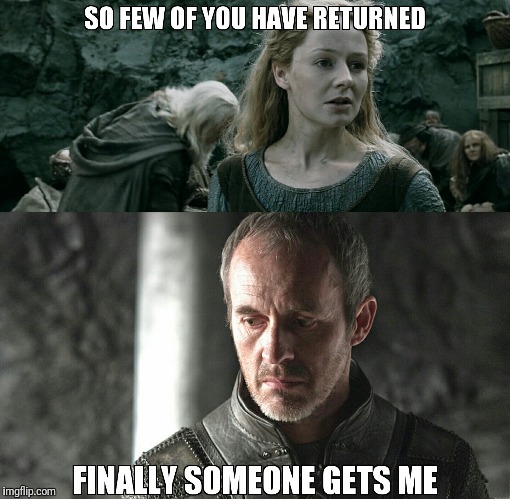 SO FEW OF YOU HAVE RETURNED
FINALLY SOMEONE GETS ME
imgflip.com